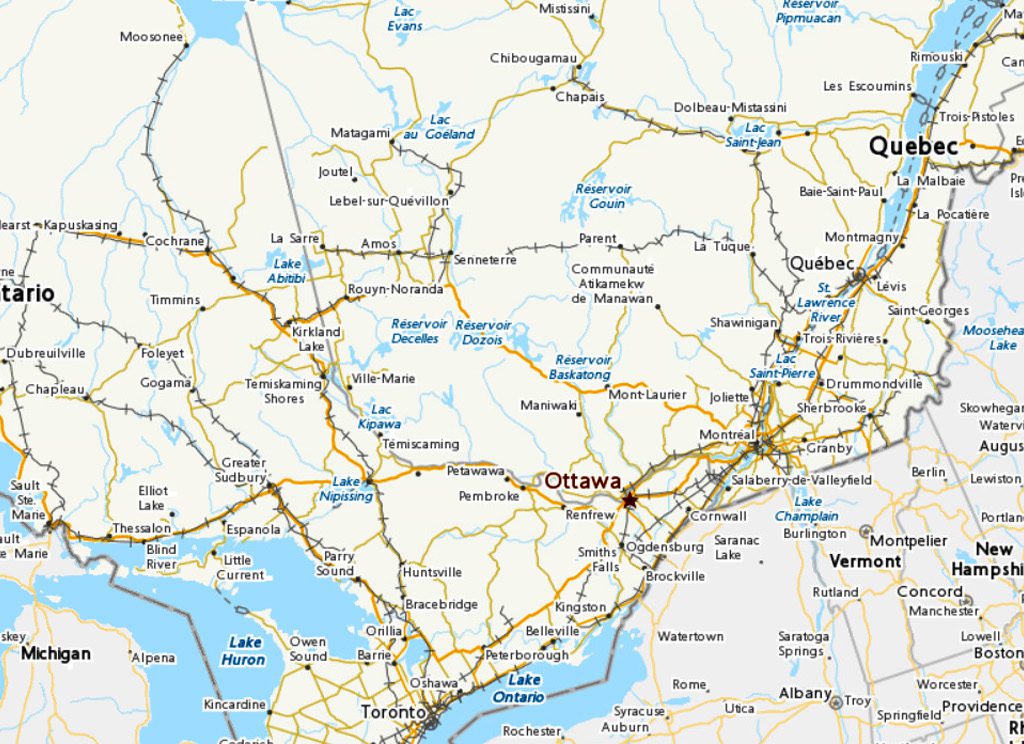 Lac
Evans
Mistissini
Réservoir
Pipmuacan
Moosonee
Rimouski
Chibougamau
Les Escoumins
Chapais
Dolbeau-Mistassini
Trois-Pistoles
Matagami
Lac
au Goéland
Lac
Saint-Jean
Quebec
Joutel
La Malbaie
Lebel-sur-Quévillon
Réservoir
Gouin
Baie-Saint-Paul
La Pocatière
Kapuskasing
Cochrane
La Sarre
Amos
Parent
La Tuque
Montmagny
Senneterre
Québec
Lake
Abitibi
Communauté
Atikamekw
de Manawan
Lévis
Rouyn-Noranda
St.
Lawrence
River
tario
Timmins
Saint-Georges
Kirkland
Lake
Réservoir
Decelles
Réservoir
Dozois
Shawinigan
Trois-Rivières
Dubreuilville
Foleyet
Réservoir
Baskatong
Lac
Saint-Pierre
Chapleau
Gogama
Temiskaming
Shores
Ville-Marie
Mont-Laurier
Joliette
Drummondville
Maniwaki
Sherbrooke
Lac
Kipawa
Montréal
Granby
Témiscaming
Greater
Sudbury
Petawawa
Ottawa
Berlin
Lewiston
Salaberry-de-Valleyfield
Sault
Ste.
Marie
Elliot
Lake
Lake
Nipissing
Pembroke
Renfrew
Cornwall
Lake
Champlain
Burlington
Thessalon
Espanola
Saranac
Lake
Montpelier
Blind
River
Little
Current
Parry
Sound
Smiths
Falls
Ogdensburg
Vermont
New
Huntsville
Brockville
Rutland
Concord
Bracebridge
Kingston
Manchester
Orillia
Belleville
Watertown
Saratoga
Springs
Lowell
Boston
Lake
Huron
Owen
Sound
Barrie
Peterborough
Michigan
Alpena
Oshawa
Lake
Ontario
Rome
Worcester
Albany
Troy
Providence
Kincardine
Toronto
Syracuse
Utica
Springfield
Auburn
Rochester